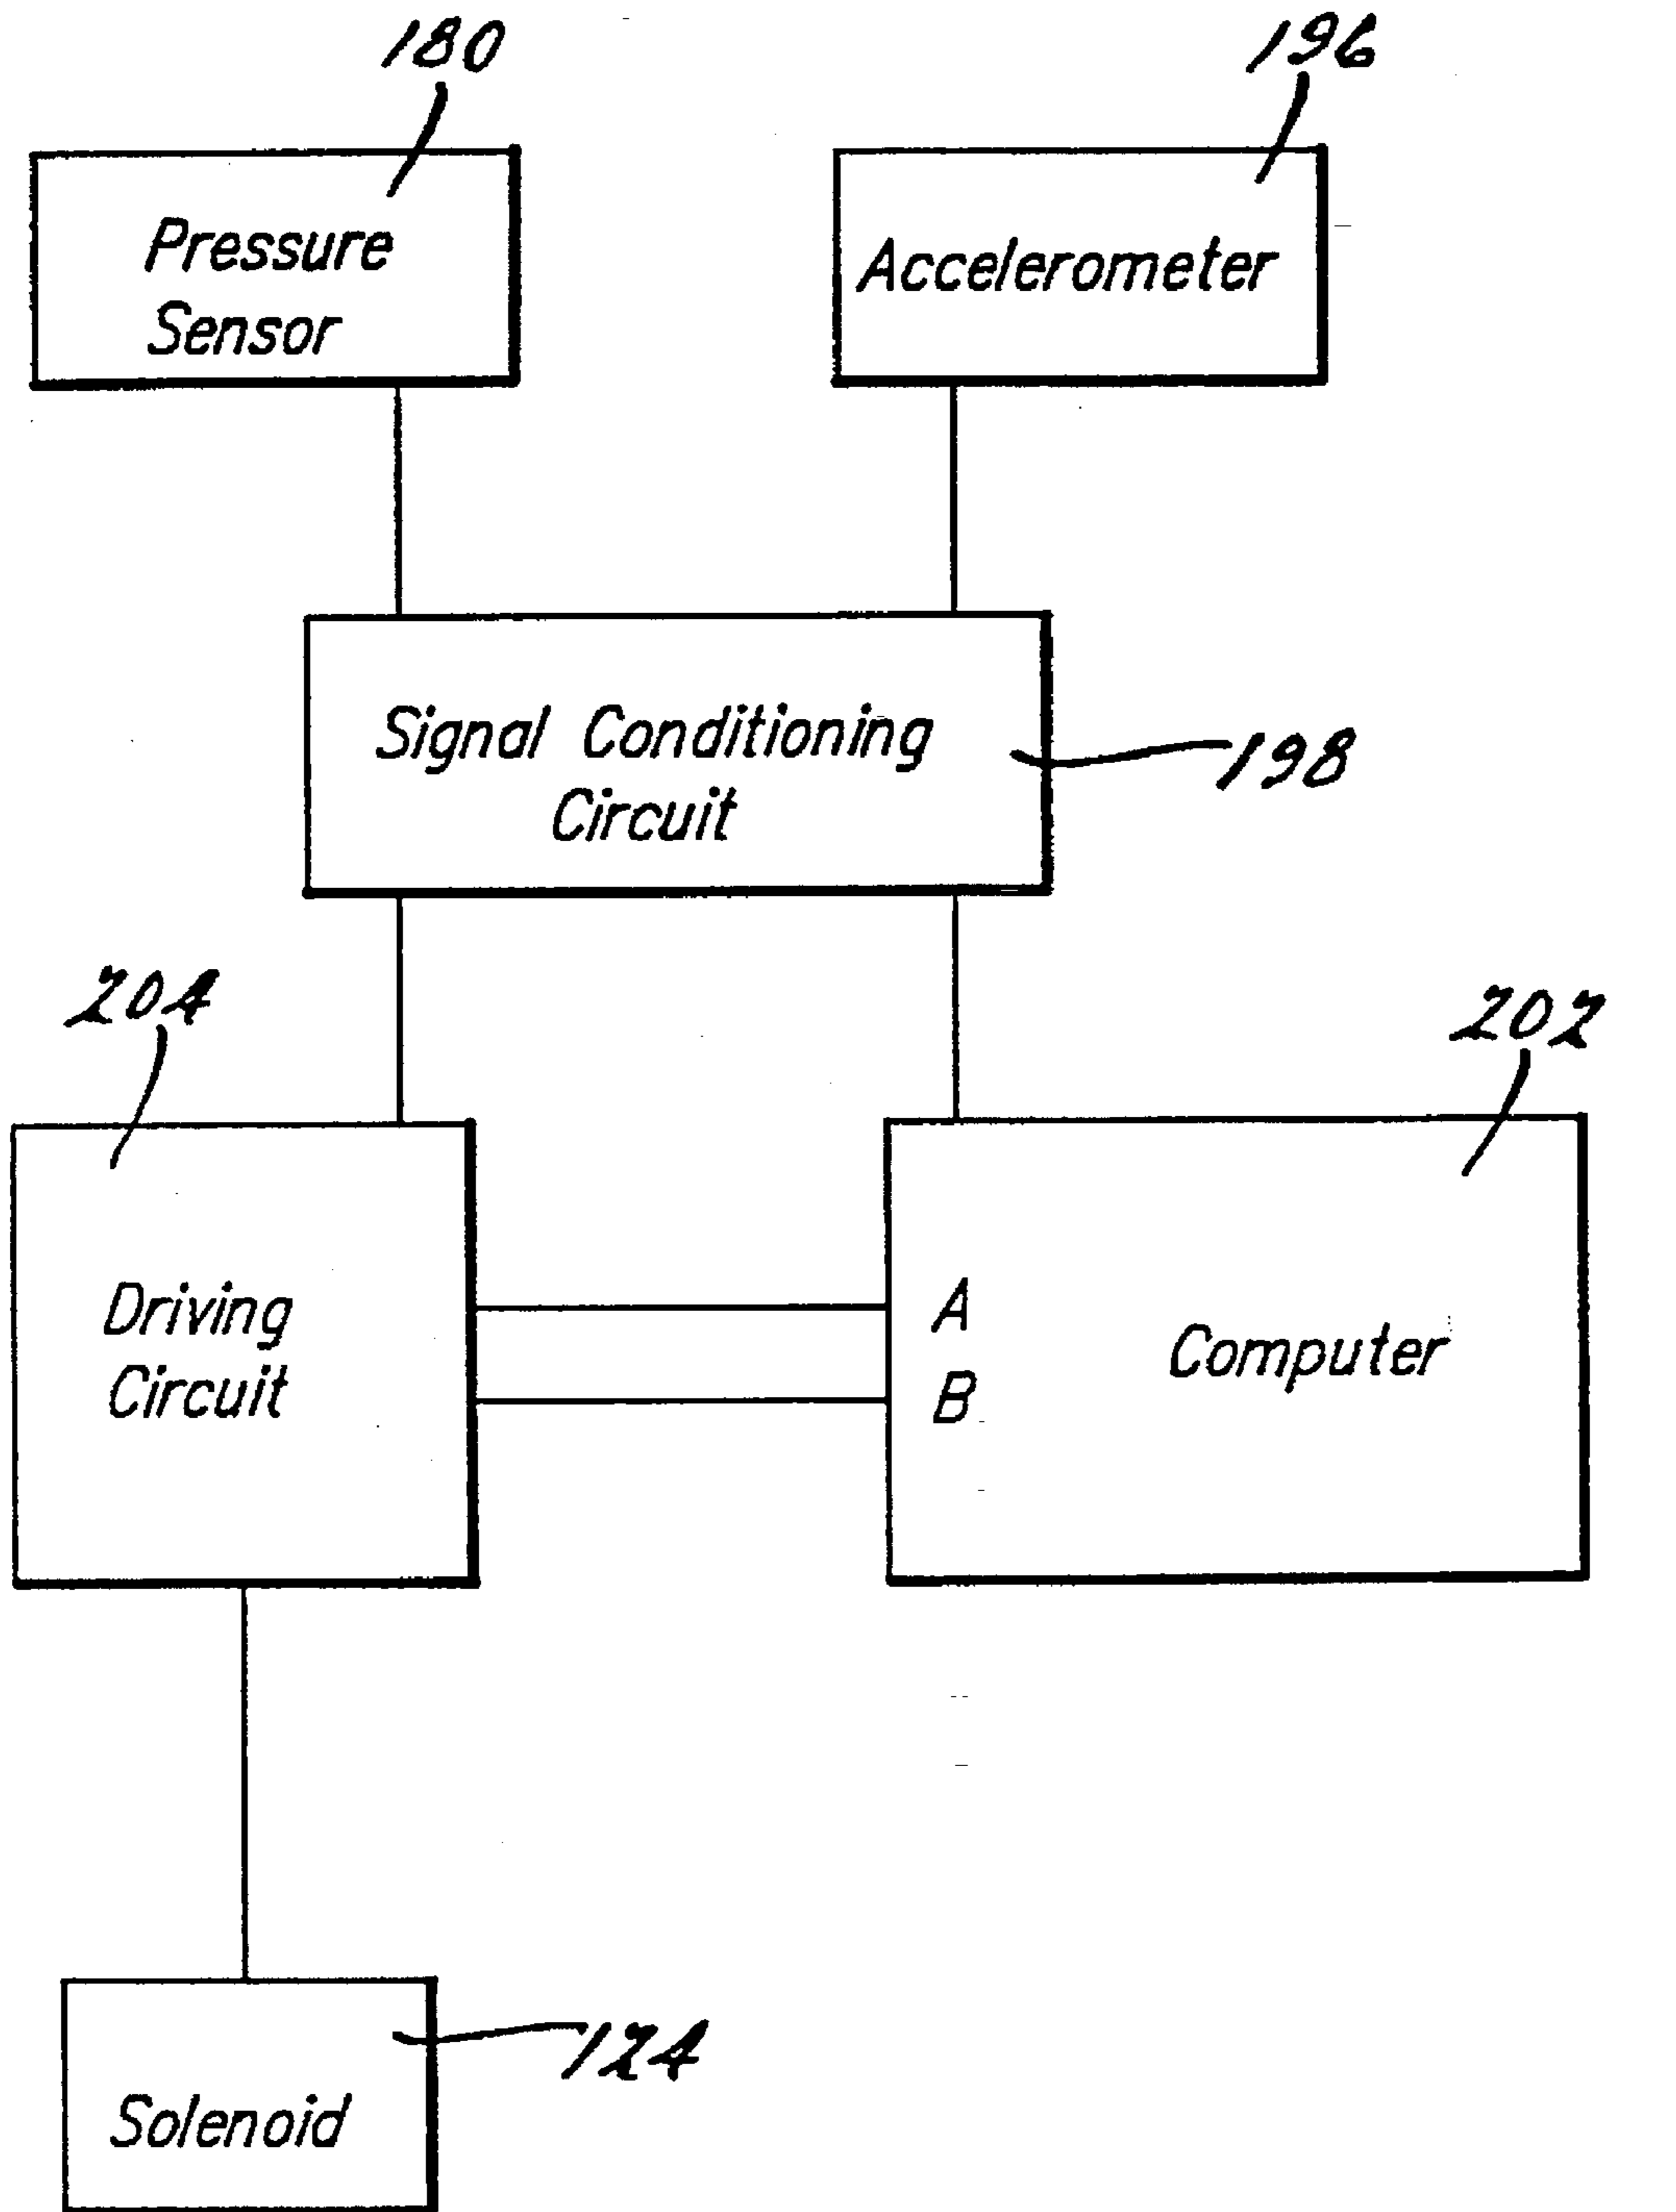 180
196
Pressure
Sensor
Accelerometer
Signal Conditioning
Circuit
198
204
202
Driving
Circuit
A
B
Computer
124
Solenoid